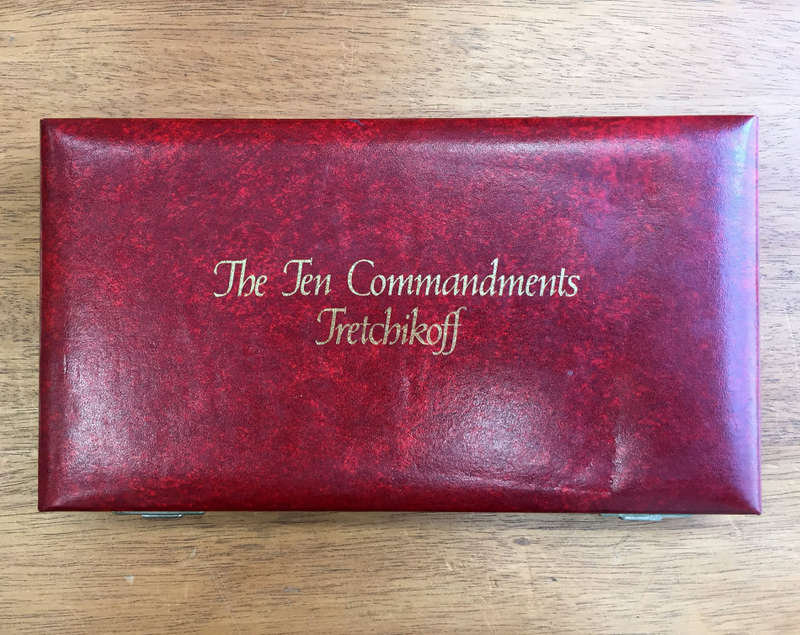 The Ten Commandments
Tretchikoff